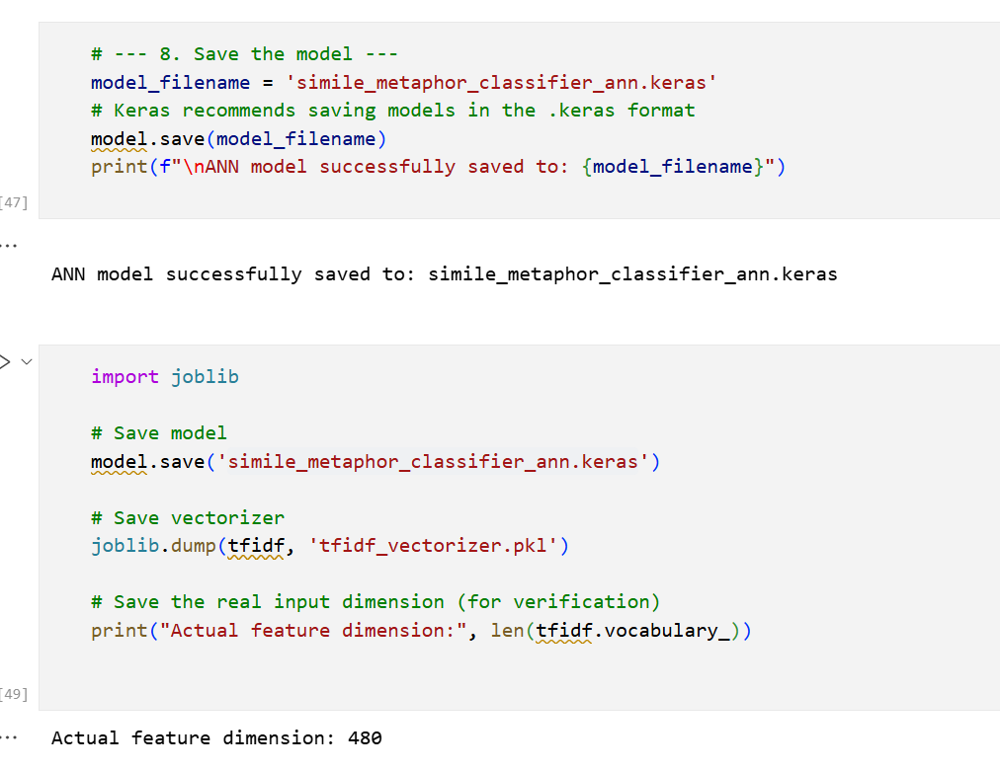 # --- 8. Save the model ---
model_filename = 'simile_metaphor_classifier_ann.keras'
# Keras recommends saving models in the .keras format
model.save(model_filename)
print(f"\nANN model successfully saved to: {model_filename}")
[47]
...
ANN model successfully saved to: simile_metaphor_classifier_ann.keras
import joblib
# Save model
model.save('simile_metaphor_classifier_ann.keras')
# Save vectorizer
joblib.dump(tfidf, 'tfidf_vectorizer.pkl')
# Save the real input dimension (for verification)
print("Actual feature dimension:", len(tfidf.vocabulary_))
[49]
...
Actual feature dimension: 480